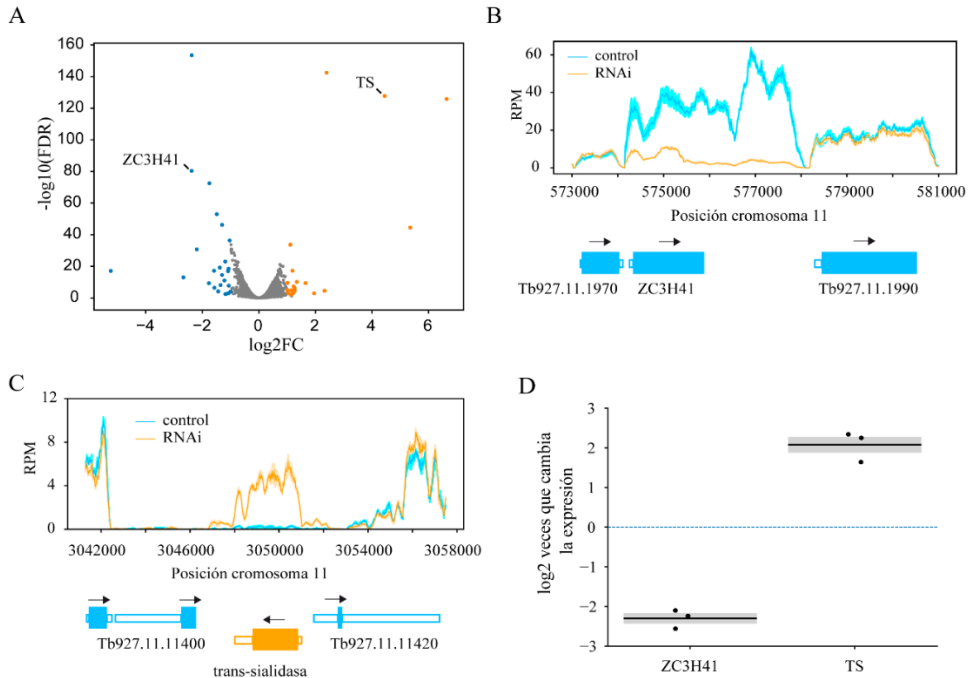 A
-log10(FDR)
160
140
120
100
80
60
40
20
0
TS
ZC3H41
−4 −2 0 2 4 6
log2FC
B
RPM
60
40
20
0
control
RNAi
573000 575000 577000 579000 581000
Posición cromosoma 11
Tb927.11.1970 ZC3H41 Tb927.11.1990
C
RPM
12
8
4
0
control
RNAi
3042000 3046000 3050000 3054000 3058000
Posición cromosoma 11
Tb927.11.11400 Tb927.11.11420
trans-sialidasa
D
log2 veces que cambia
la expresión
3
2
1
0
−1
−2
−3
ZC3H41 TS